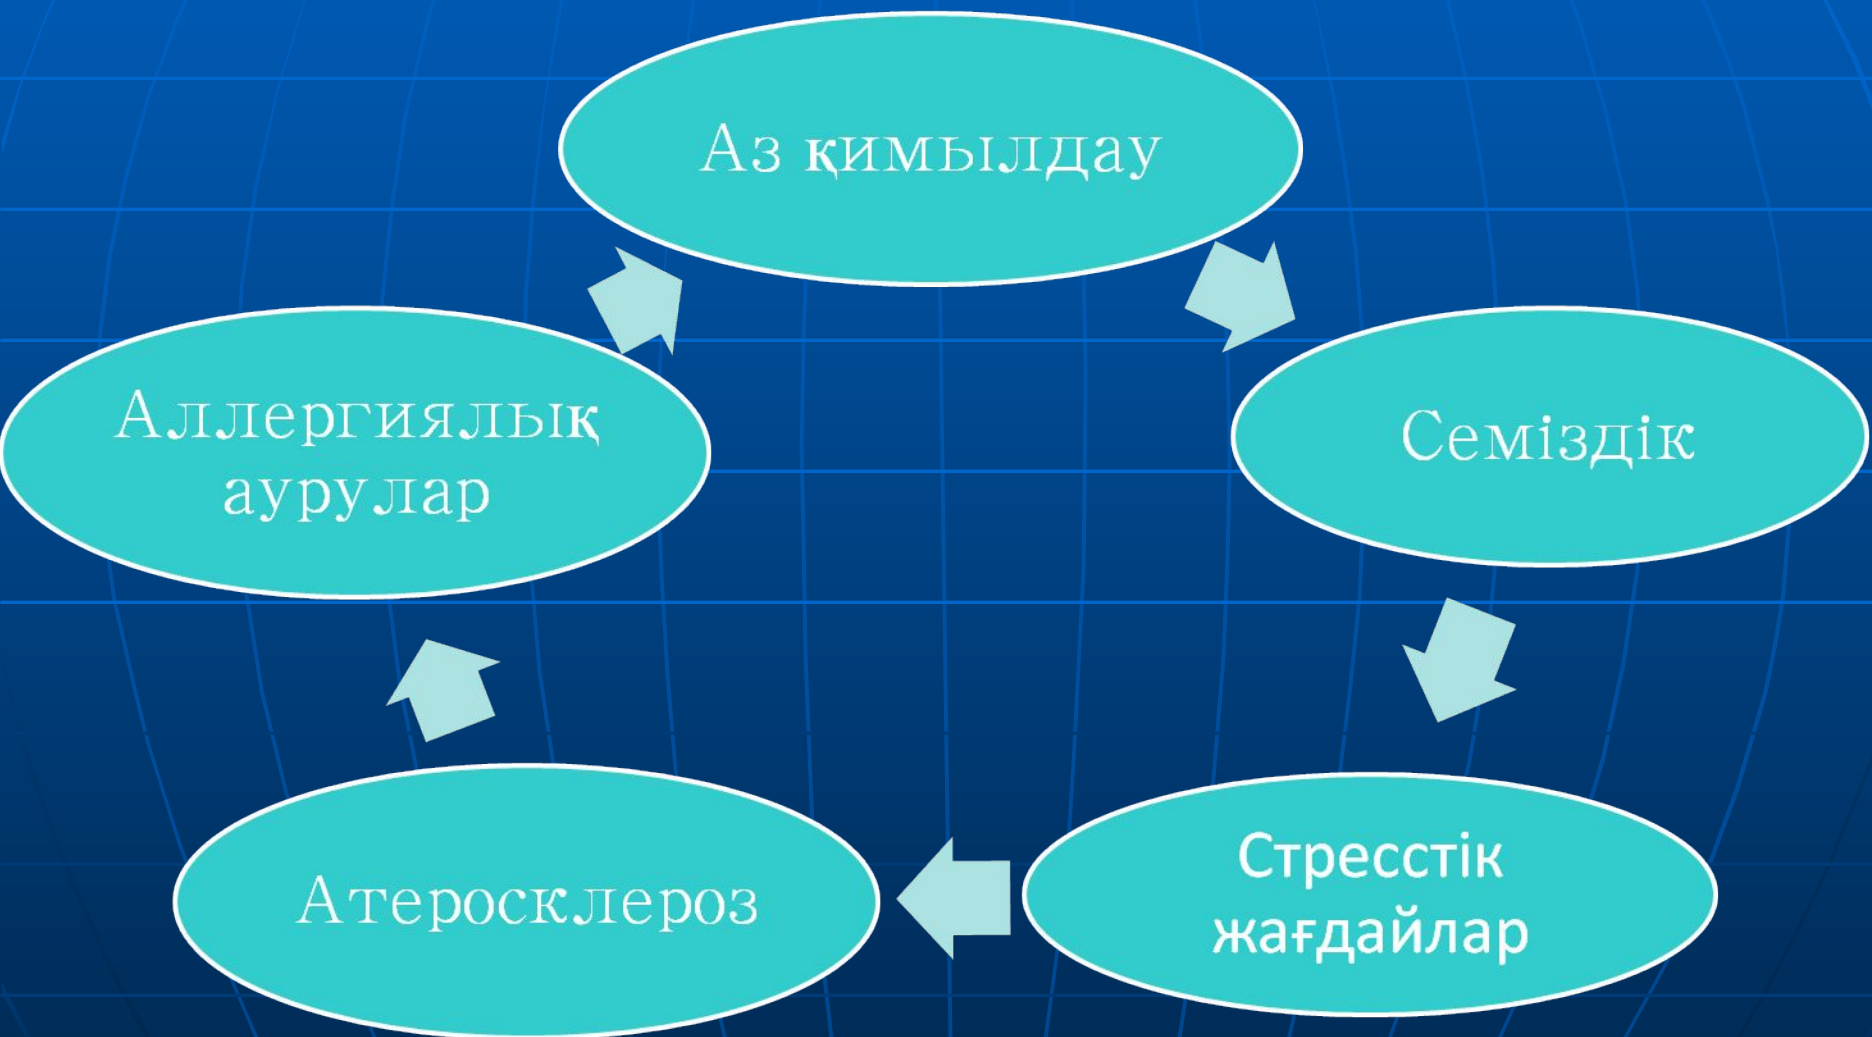 Аз қимылдау
Семіздік
Стресстік
жағдайлар
Атеросклероз
Аллергиялық
аурулар